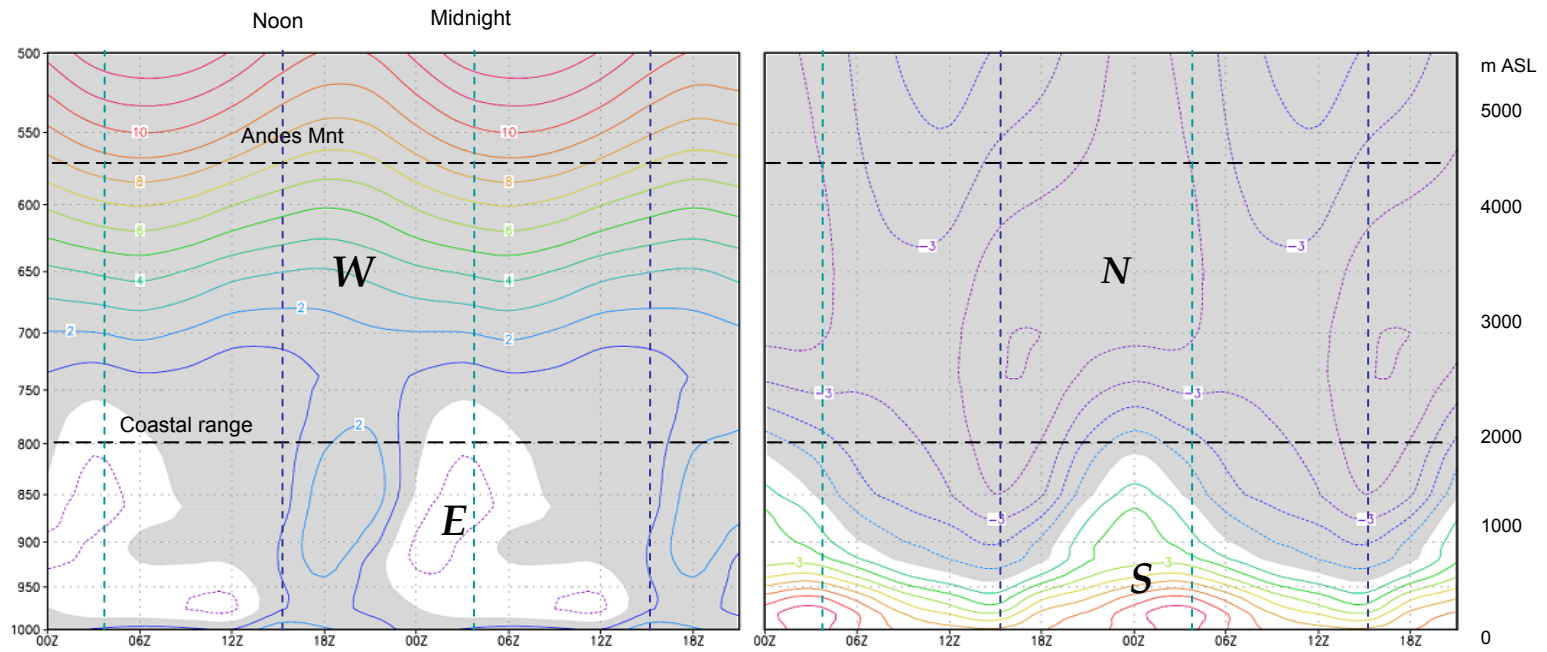 Noon
Midnight
500
550
600
650
700
750
800
850
900
950
1000
Andes Mnt
Coastal range
10
10
8
8
6
6
4
4
2
2
2
2
W
E
00Z
06Z
12Z
18Z
00Z
06Z
12Z
18Z
-3
-3
-3
-3
-3
-3
3
3
N
S
00Z
06Z
12Z
18Z
00Z
06Z
12Z
18Z
m ASL
5000
4000
3000
2000
1000
0